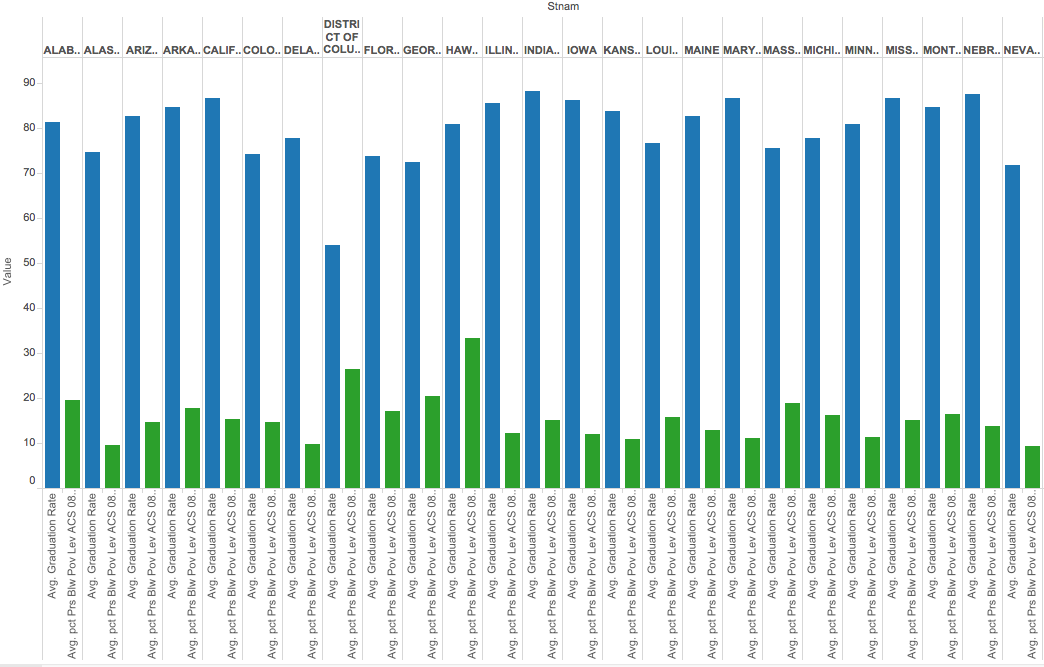 Stnam
DISTRI
CT OF
ALAB.. ALAS.. ARIZ.. ARKA.. CALIF.. COLO.. DELA.. COLU.. FLOR.. GEOR.. HAW.. ILLIN.. INDIA.. IOWA KANS.. LOUI.. MAINE MARY.. MASS.. MICHI.. MINN.. MISS.. MONT.. NEBR.. NEVA..
90
80
70
60
50
40
30
20
10
0
Value
Avg. Graduation Rate
Avg. pct Prs Blw Pov Lev ACS 08..
Avg. Graduation Rate
Avg. pct Prs Blw Pov Lev ACS 08..
Avg. Graduation Rate
Avg. pct Prs Blw Pov Lev ACS 08..
Avg. Graduation Rate
Avg. pct Prs Blw Pov Lev ACS 08..
Avg. Graduation Rate
Avg. pct Prs Blw Pov Lev ACS 08..
Avg. Graduation Rate
Avg. pct Prs Blw Pov Lev ACS 08..
Avg. Graduation Rate
Avg. pct Prs Blw Pov Lev ACS 08..
Avg. Graduation Rate
Avg. pct Prs Blw Pov Lev ACS 08..
Avg. Graduation Rate
Avg. pct Prs Blw Pov Lev ACS 08..
Avg. Graduation Rate
Avg. pct Prs Blw Pov Lev ACS 08..
Avg. Graduation Rate
Avg. pct Prs Blw Pov Lev ACS 08..
Avg. Graduation Rate
Avg. pct Prs Blw Pov Lev ACS 08..
Avg. Graduation Rate
Avg. pct Prs Blw Pov Lev ACS 08..
Avg. Graduation Rate
Avg. pct Prs Blw Pov Lev ACS 08..
Avg. Graduation Rate
Avg. pct Prs Blw Pov Lev ACS 08..
Avg. Graduation Rate
Avg. pct Prs Blw Pov Lev ACS 08..
Avg. Graduation Rate
Avg. pct Prs Blw Pov Lev ACS 08..
Avg. Graduation Rate
Avg. pct Prs Blw Pov Lev ACS 08..
Avg. Graduation Rate
Avg. pct Prs Blw Pov Lev ACS 08..
Avg. Graduation Rate
Avg. pct Prs Blw Pov Lev ACS 08..
Avg. Graduation Rate
Avg. pct Prs Blw Pov Lev ACS 08..
Avg. Graduation Rate
Avg. pct Prs Blw Pov Lev ACS 08..
Avg. Graduation Rate
Avg. pct Prs Blw Pov Lev ACS 08..
Avg. Graduation Rate
Avg. pct Prs Blw Pov Lev ACS 08..
Avg. Graduation Rate
Avg. pct Prs Blw Pov Lev ACS 08..